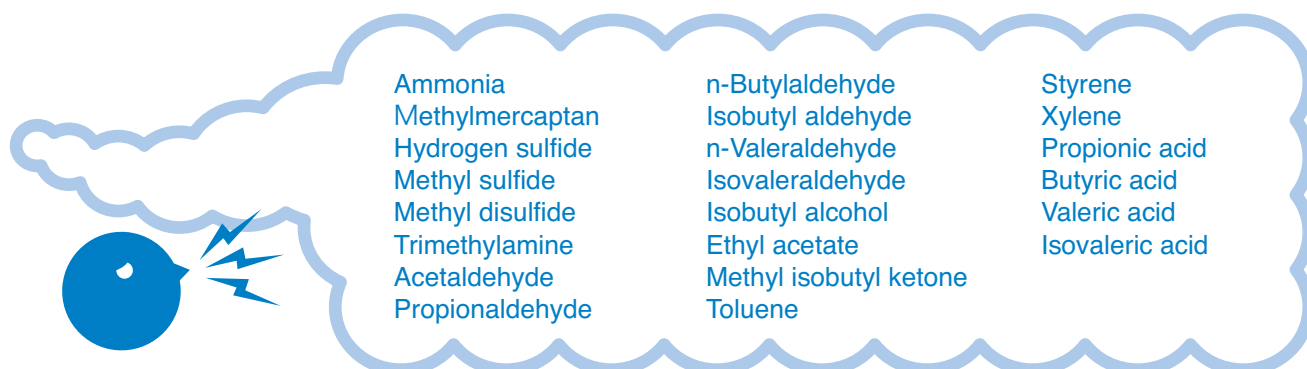 Ammonia
Methylmercaptan
Hydrogen sulfide
Methyl sulfide
Methyl disulfide
Trimethylamine
Acetaldehyde
Propionaldehyde
n-Butylaldehyde
Isobutyl aldehyde
n-Valeraldehyde
Isovaleraldehyde
Isobutyl alcohol
Ethyl acetate
Methyl isobutyl ketone
Toluene
Styrene
Xylene
Propionic acid
Butyric acid
Valeric acid
Isovaleric acid